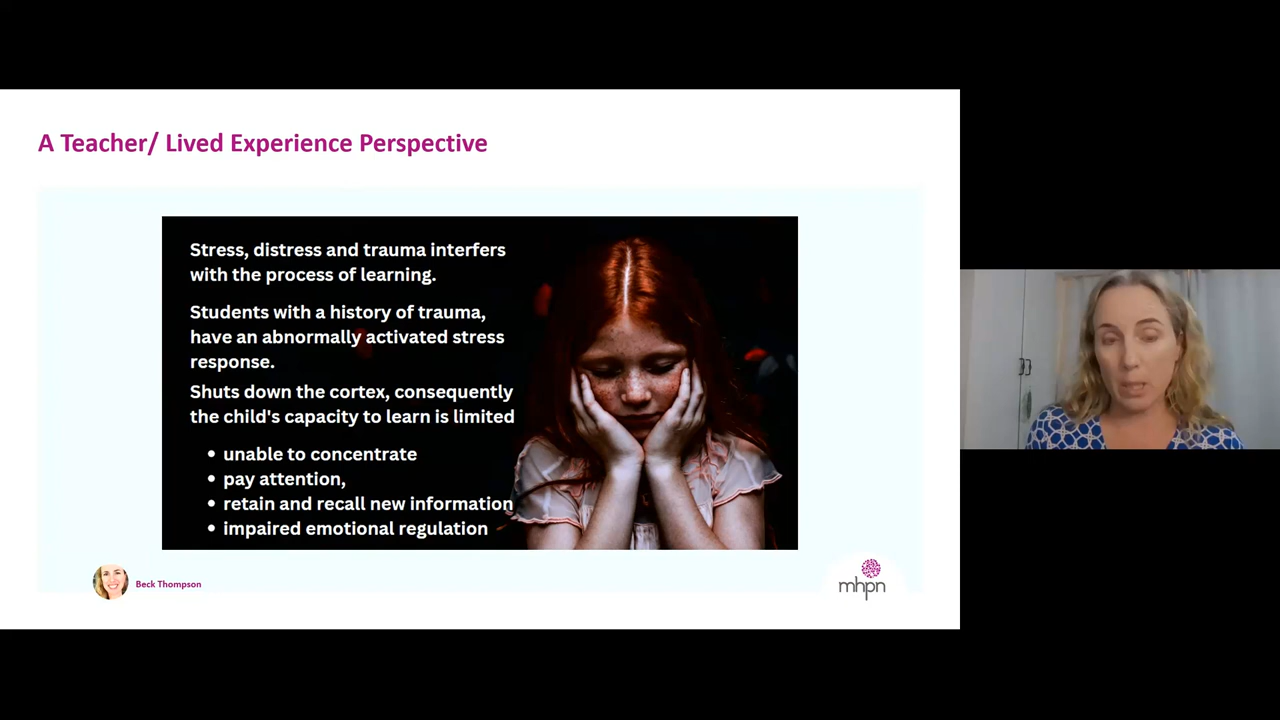 A Teacher/ Lived Experience Perspective
Stress, distress and trauma interfers
with the process of learning.
Students with a history of trauma,
have an abnormally activated stress
response.
Shuts down the cortex, consequently
the child's capacity to learn is limited
• unable to concentrate
• pay attention,
• retain and recall new information
• impaired emotional regulation
Beck Thompson
mhpn